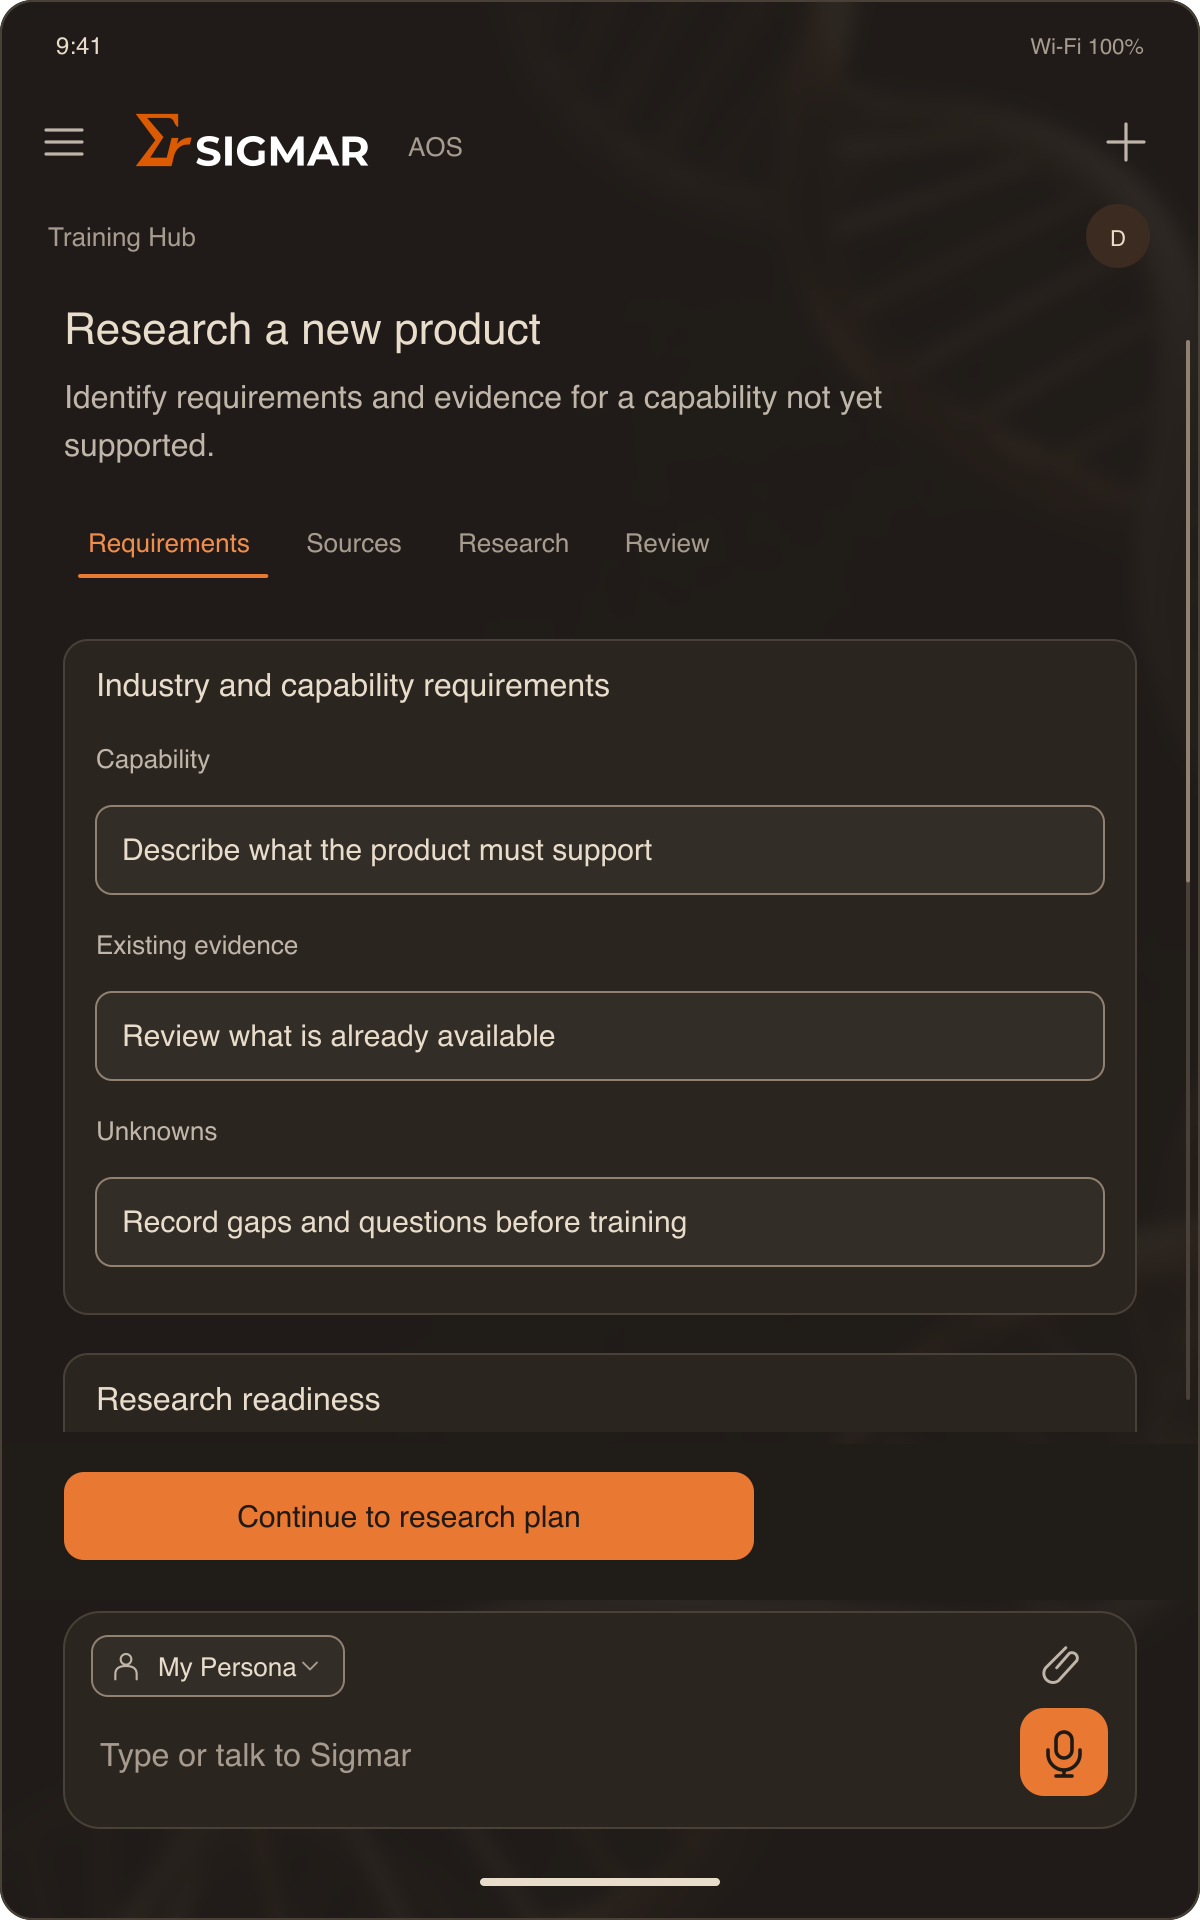 9:41
Wi-Fi 100%
Σr SIGMAR AOS
Training Hub
D
Research a new product
Identify requirements and evidence for a capability not yet
supported.
Requirements Sources Research Review
Industry and capability requirements
Capability
Describe what the product must support
Existing evidence
Review what is already available
Unknowns
Record gaps and questions before training
Research readiness
Continue to research plan
My Persona
Type or talk to Sigmar